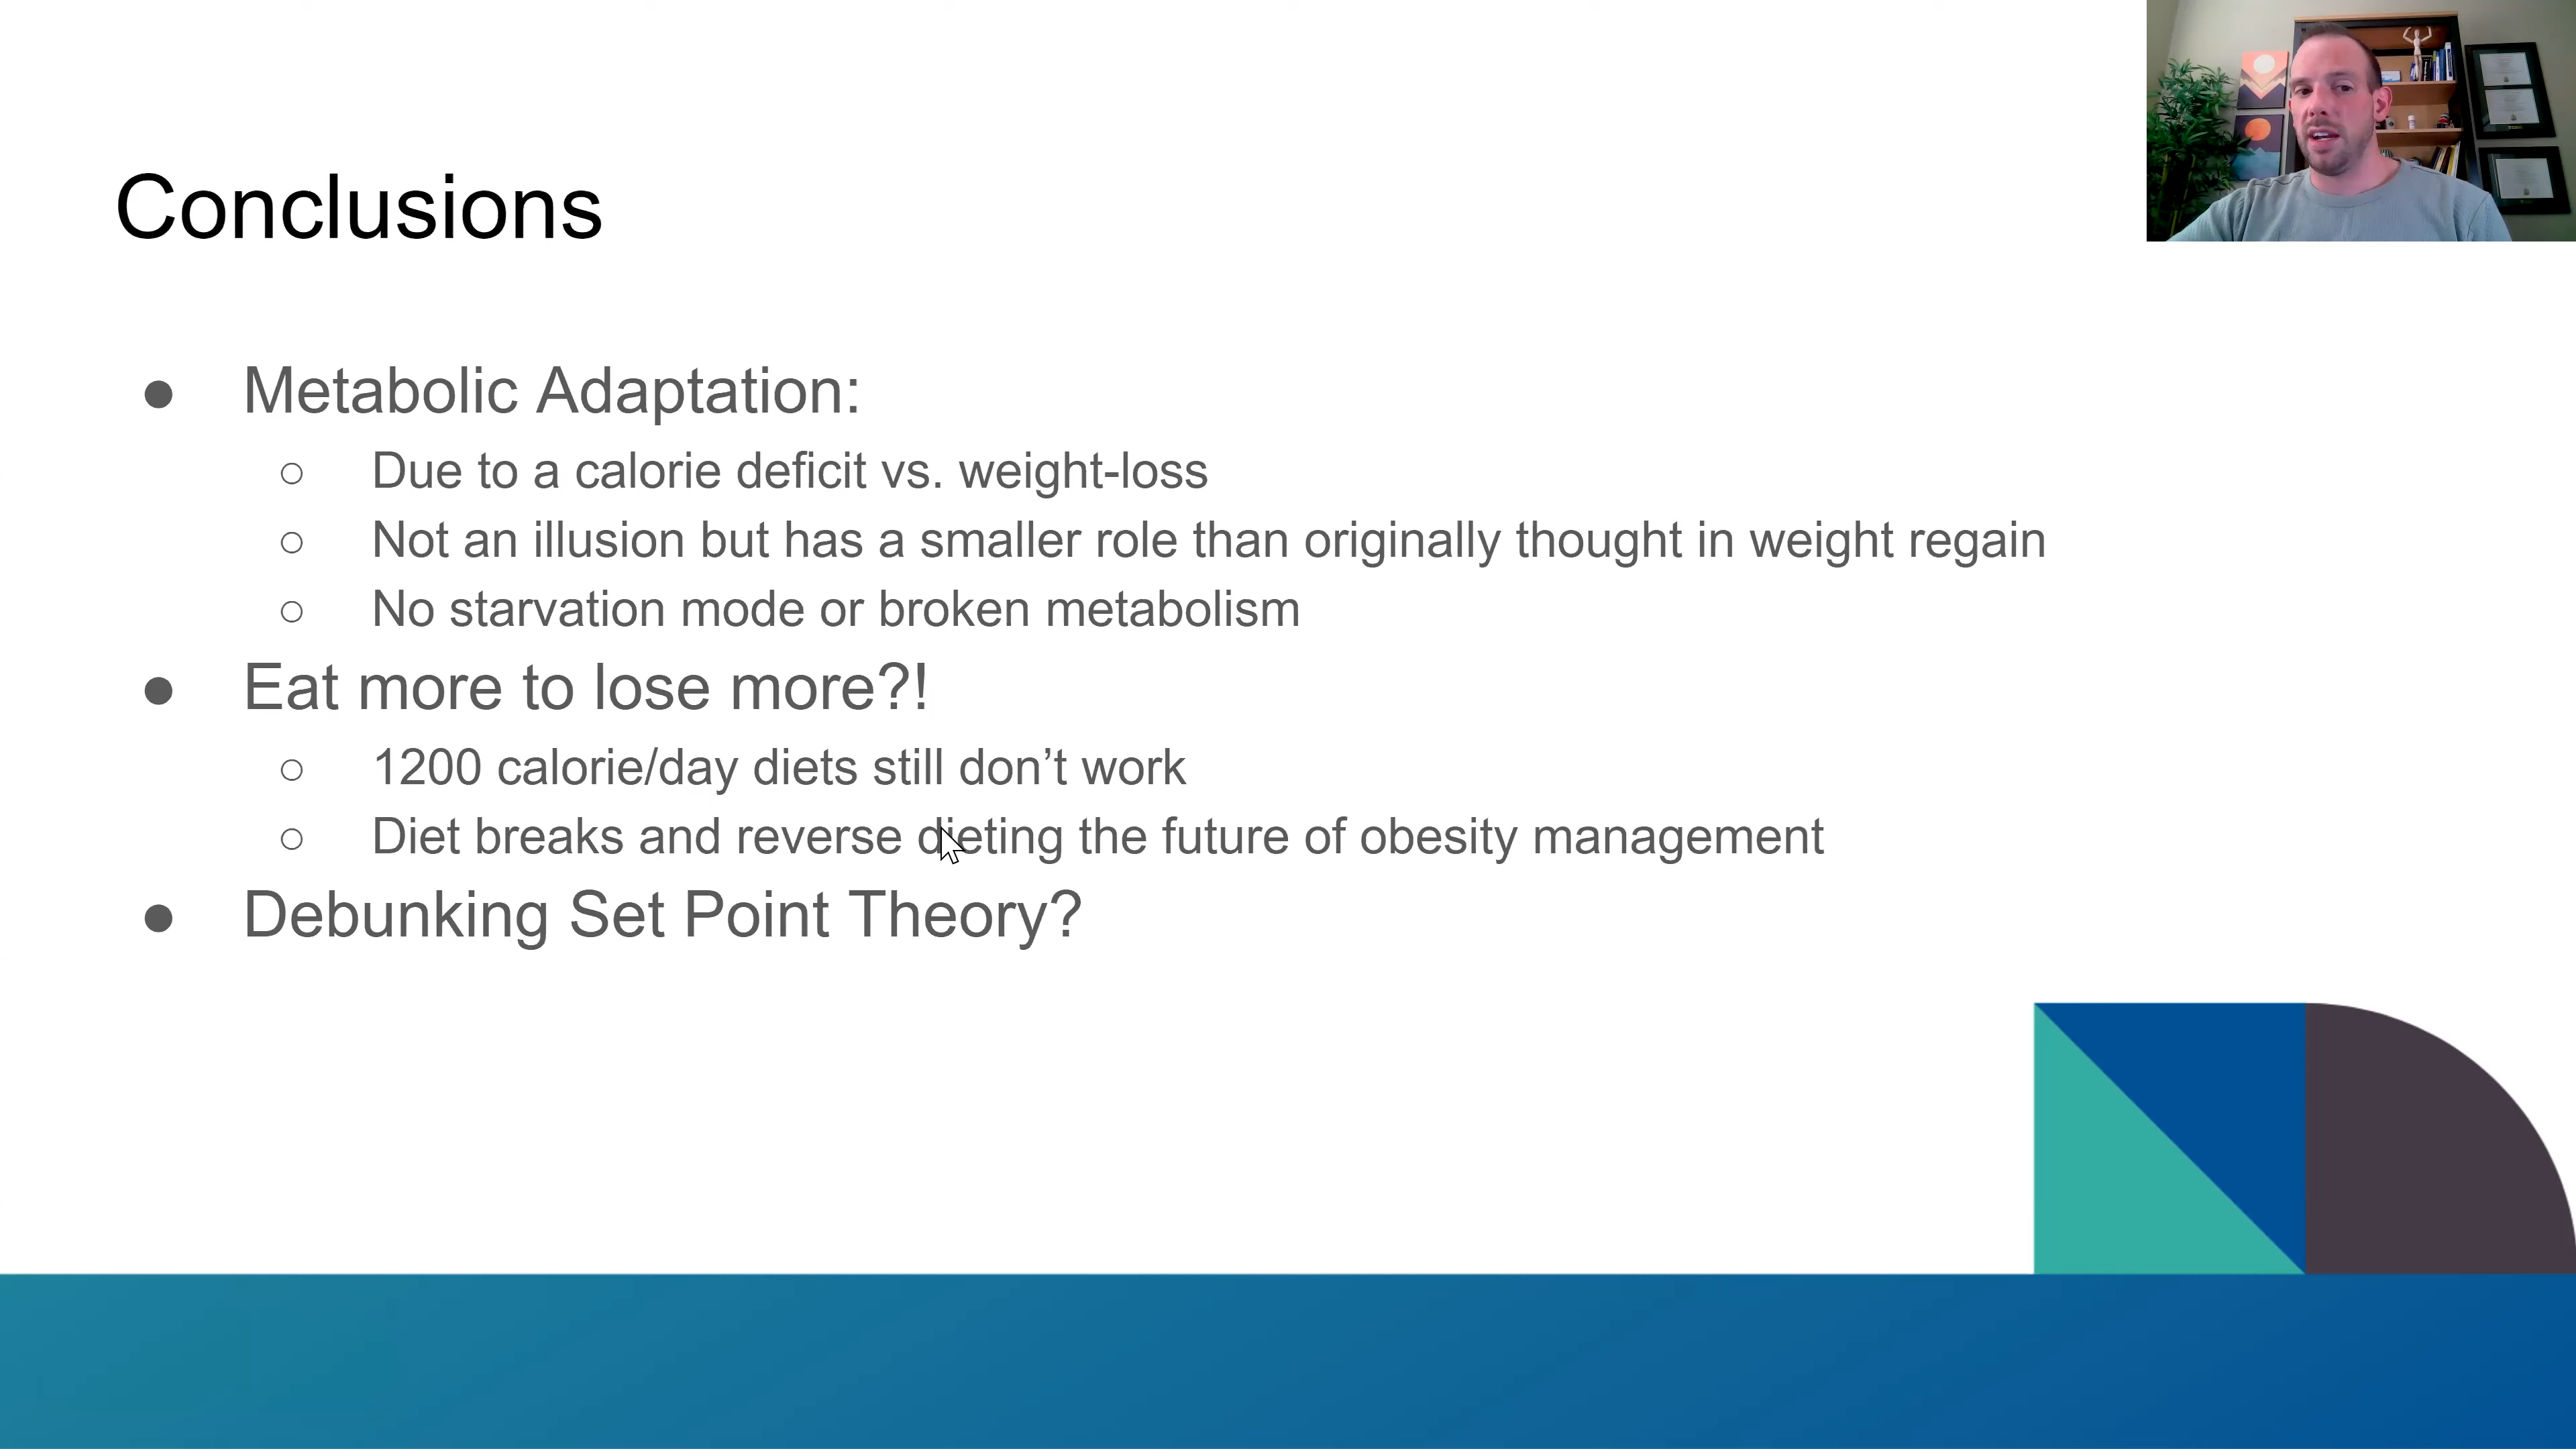 Conclusions
Metabolic Adaptation:
Due to a calorie deficit vs. weight-loss
Not an illusion but has a smaller role than originally thought in weight regain
No starvation mode or broken metabolism
Eat more to lose more?!
1200 calorie/day diets still don’t work
Diet breaks and reverse dieting the future of obesity management
Debunking Set Point Theory?